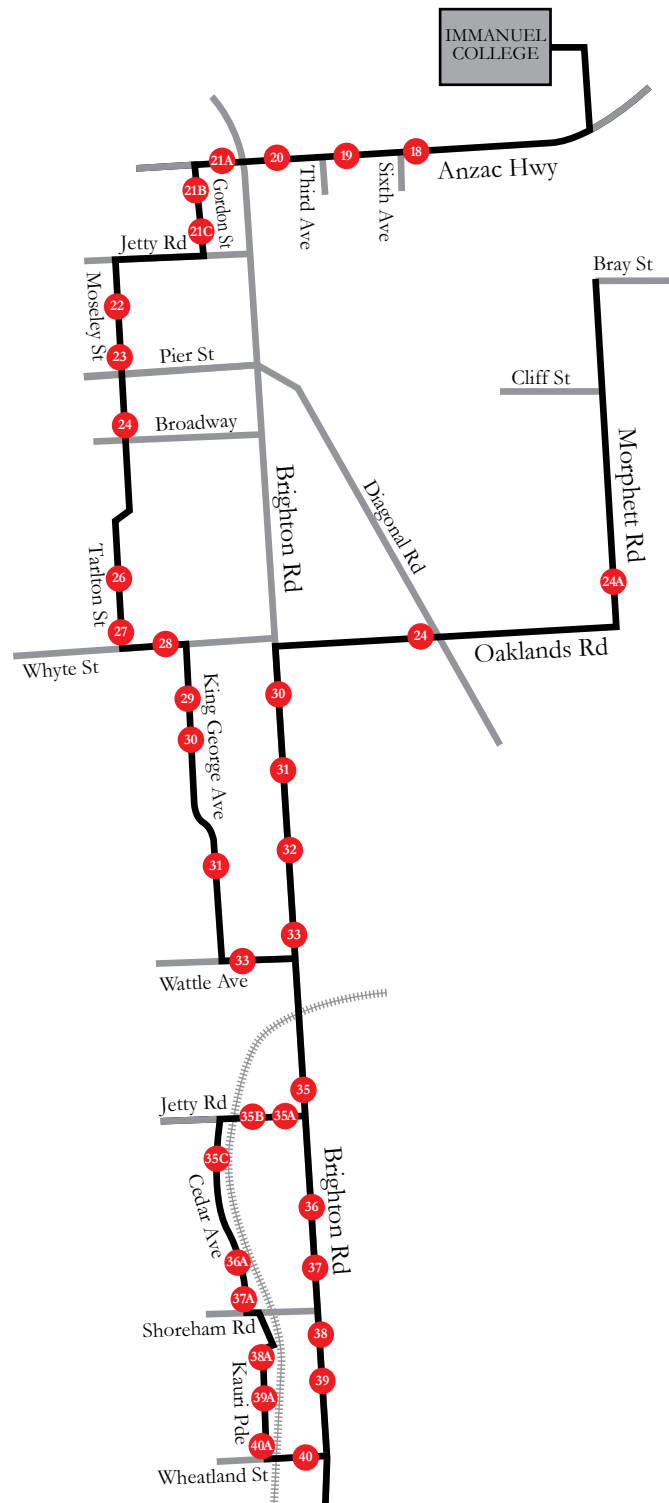 IMMANUEL
COLLEGE
18
19
20
21A
Anzac Hwy
Sixth Ave
Third Ave
Gordon St
21B
21C
Jetty Rd
Bray St
Moseley St
22
23
Pier St
Cliff St
24
Broadway
Morphett Rd
Brighton Rd
Diagonal Rd
Tarlton St
26
24A
27
28
24
Oaklands Rd
Whyte St
29
30
King George Ave
30
31
32
31
33
33
Wattle Ave
35
Jetty Rd
35B
35A
35C
Cedar Ave
36
Brighton Rd
36A
37
37A
Shoreham Rd
38
38A
39
39A
Kauri Pde
40A
40
Wheatland St